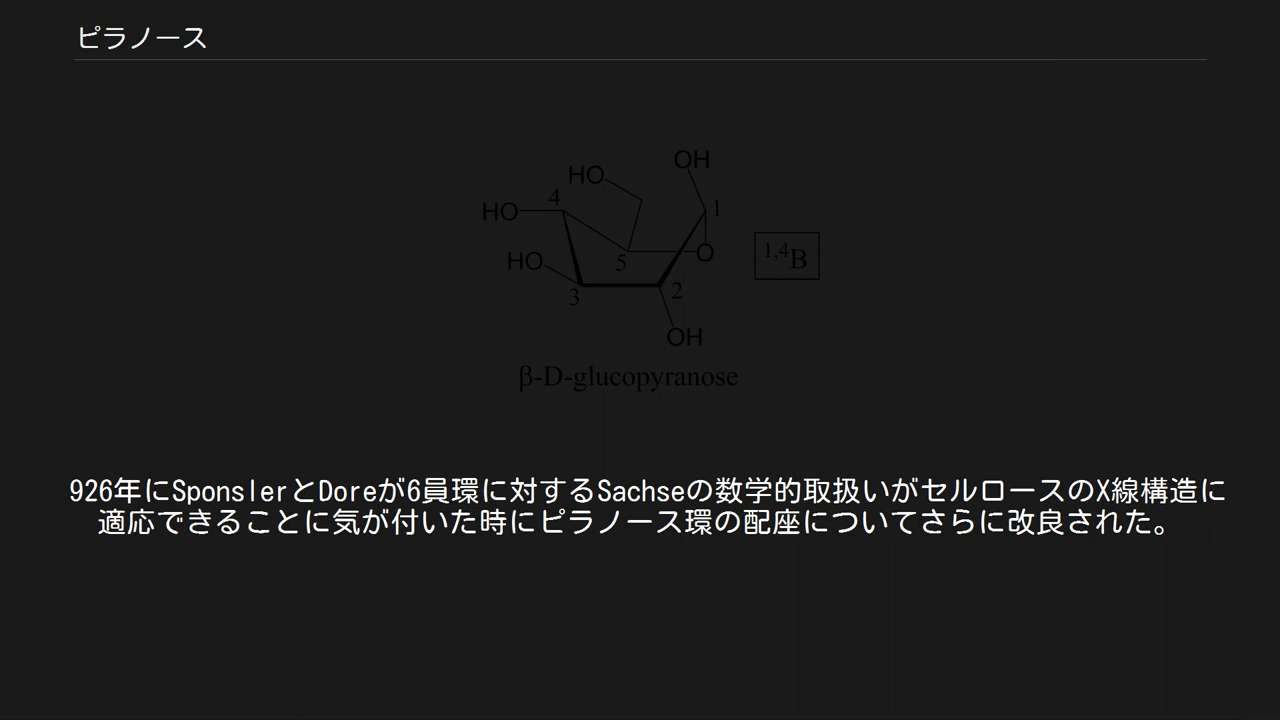 ピラノース
OH
HO
4
HO
1
HO
5
O
1,4B
3
2
OH
β-D-glucopyranose
926年にSponslerとDoreが6員環に対するSachseの数学的取扱いがセルロースのX線構造に
適応できることに気が付いた時にピラノース環の配座についてさらに改良された。